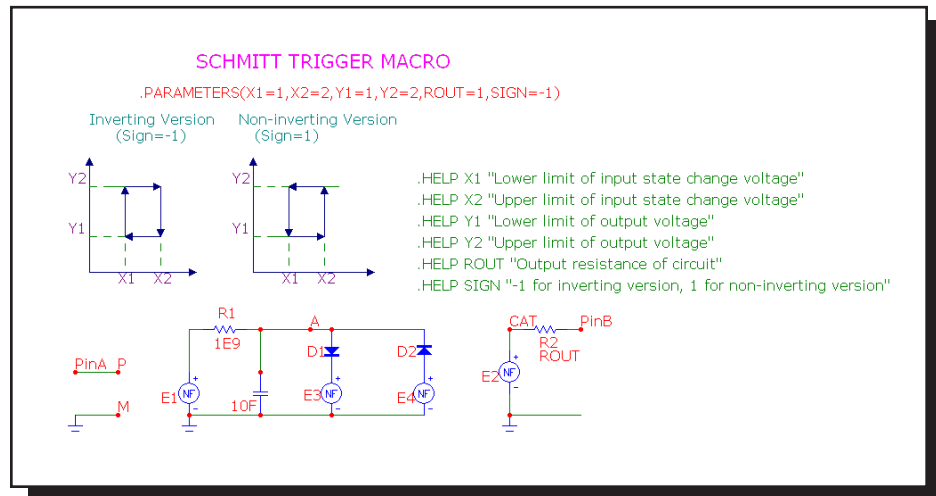 SCHMITT TRIGGER MACRO
.PARAMETERS(X1=1,X2=2,Y1=1,Y2=2,ROUT=1,SIGN=-1)
Inverting Version
(Sign=-1)
Non-inverting Version
(Sign=1)
Y2
Y1
X1 X2
Y2
Y1
X1 X2
.HELP X1 "Lower limit of input state change voltage"
.HELP X2 "Upper limit of input state change voltage"
.HELP Y1 "Lower limit of output voltage"
.HELP Y2 "Upper limit of output voltage"
.HELP ROUT "Output resistance of circuit"
.HELP SIGN "-1 for inverting version, 1 for non-inverting version"
PinA P
M
R1
1E9
A
E1
NF
10F
D1
E3
NF
D2
E4
NF
CAT
PinB
R2
ROUT
E2
NF